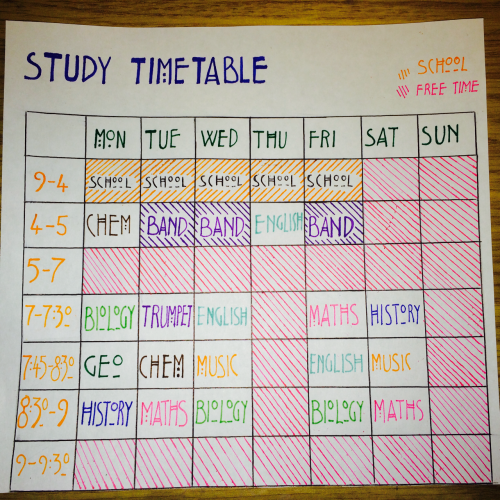 STUDY TIMETABLE
SCHOOL
FREE TIME
MON TUE WED THU FRI SAT SUN
9-4 SCHOOL SCHOOL SCHOOL SCHOOL SCHOOL
4-5 CHEM BAND BAND ENGLISH BAND
5-7
7-7:30 BIOLOGY TRUMPET ENGLISH MATHS HISTORY
7:45-8:30 GEO CHEM MUSIC ENGLISH MUSIC
8:30-9 HISTORY MATHS BIOLOGY BIOLOGY MATHS
9-9:30